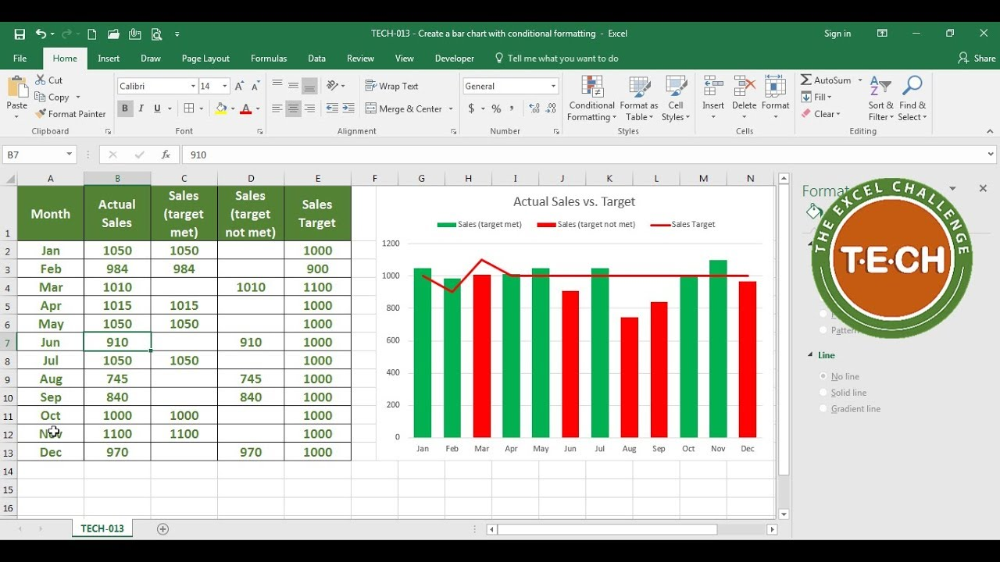 TECH-013 - Create a bar chart with conditional formatting - Excel
Sign in
File Home Insert Draw Page Layout Formulas Data Review View Developer Tell me what you want to do Share
Paste
Cut
Copy
Format Painter
Clipboard
Calibri 14
B I U
Font
Wrap Text
Merge & Center
Alignment
General
$ % ,
Number
Conditional Formatting
Format as Table
Cell Styles
Styles
Insert Delete Format
Cells
AutoSum
Fill
Clear
Sort & Filter
Find & Select
Editing
B7 fx 910
A B C D E F G H I J K L M N
1 Month Actual Sales Sales (target met) Sales (target not met) Sales Target
2 Jan 1050 1050 1000
3 Feb 984 984 900
4 Mar 1010 1010 1100
5 Apr 1015 1015 1000
6 May 1050 1050 1000
7 Jun 910 910 1000
8 Jul 1050 1050 1000
9 Aug 745 745 1000
10 Sep 840 840 1000
11 Oct 1000 1000 1000
12 Nov 1100 1100 1000
13 Dec 970 970 1000
14
15
16
Actual Sales vs. Target
Sales (target met) Sales (target not met) Sales Target
1200
1000
800
600
400
200
0
Jan Feb Mar Apr May Jun Jul Aug Sep Oct Nov Dec
THE EXCEL CHALLENGE
T·E·CH
Line
No line
Solid line
Gradient line
TECH-013